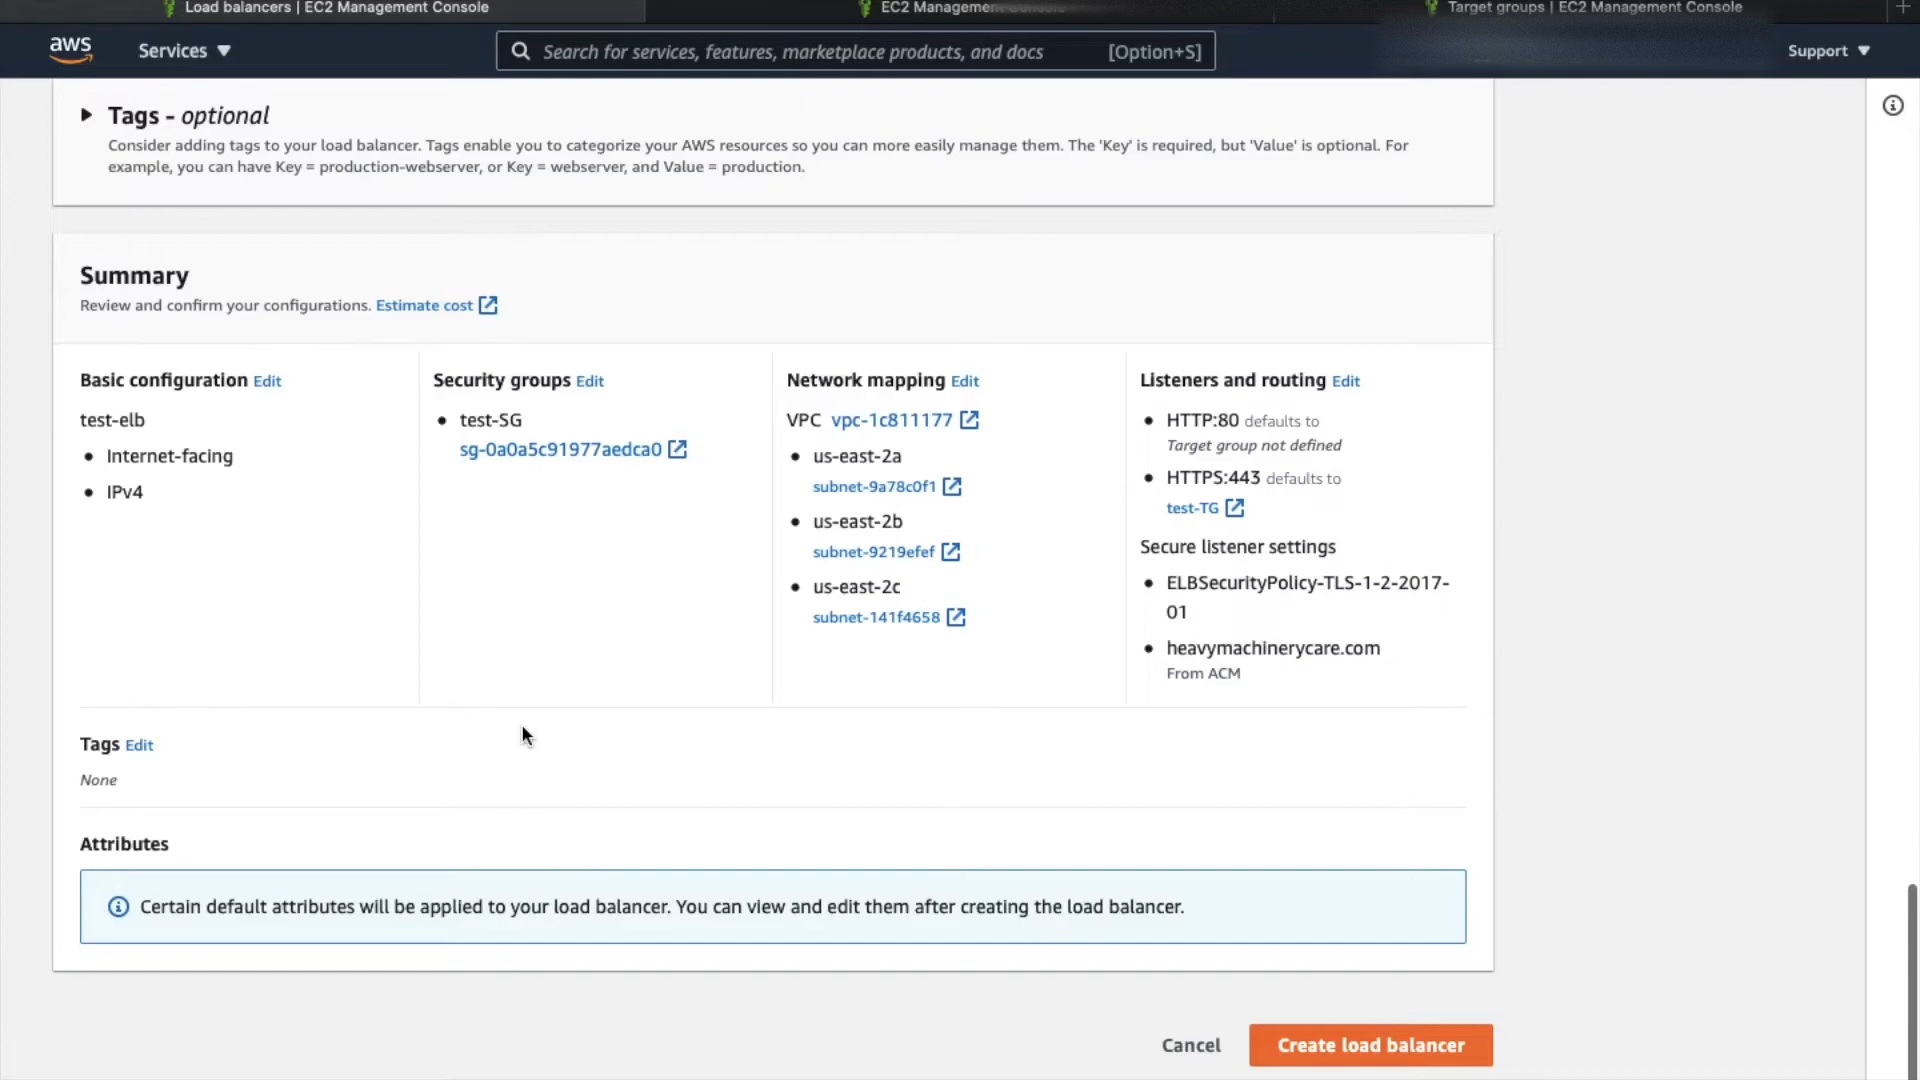 Load balancers | EC2 Management Console
EC2 Management Console
Target groups | EC2 Management Console
aws
Services
Search for services, features, marketplace products, and docs [Option+S]
Support
Tags - optional
Consider adding tags to your load balancer. Tags enable you to categorize your AWS resources so you can more easily manage them. The 'Key' is required, but 'Value' is optional. For
example, you can have Key = production-webserver, or Key = webserver, and Value = production.
Summary
Review and confirm your configurations. Estimate cost
Basic configuration Edit
test-elb
• Internet-facing
• IPv4
Security groups Edit
• test-SG
sg-0a0a5c91977aedca0
Network mapping Edit
VPC vpc-1c811177
• us-east-2a
subnet-9a78c0f1
• us-east-2b
subnet-9219efef
• us-east-2c
subnet-141f4658
Listeners and routing Edit
• HTTP:80 defaults to
Target group not defined
• HTTPS:443 defaults to
test-TG
Secure listener settings
• ELBSecurityPolicy-TLS-1-2-2017-
01
• heavymachinerycare.com
From ACM
Tags Edit
None
Attributes
Certain default attributes will be applied to your load balancer. You can view and edit them after creating the load balancer.
Cancel
Create load balancer